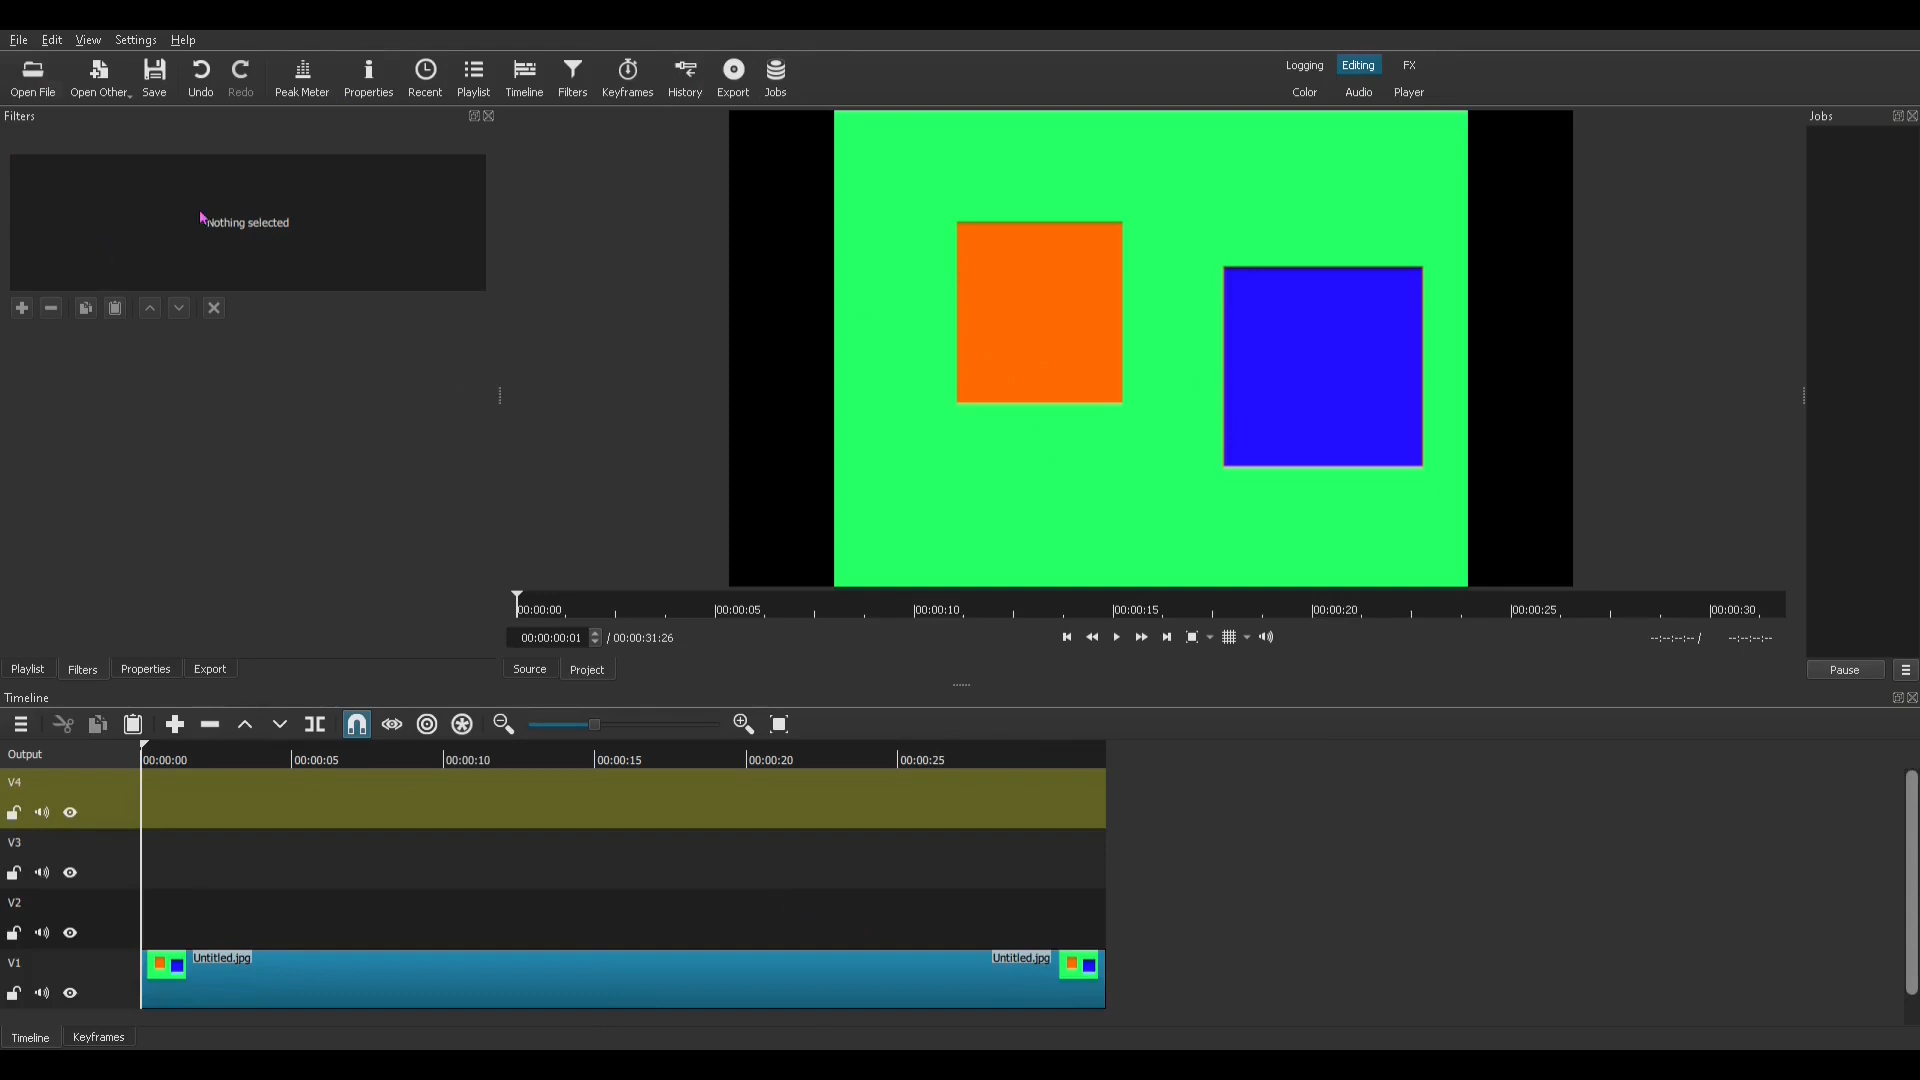 File Edit View Settings Help
Open File Open Other Save Undo Redo Peak Meter Properties Recent Playlist Timeline Filters Keyframes History Export Jobs
Logging Editing FX
Color Audio Player
Filters
Jobs
Nothing selected
00:00:00 00:00:05 00:00:10 00:00:15 00:00:20 00:00:25 00:00:30
00:00:00:01 / 00:00:31:26
--:--:--:-- / --:--:--:--
Playlist Filters Properties Export
Source Project
Pause
Timeline
Output
00:00:00 00:00:05 00:00:10 00:00:15 00:00:20 00:00:25
V4
V3
V2
V1
Untitled.jpg Untitled.jpg
Timeline Keyframes